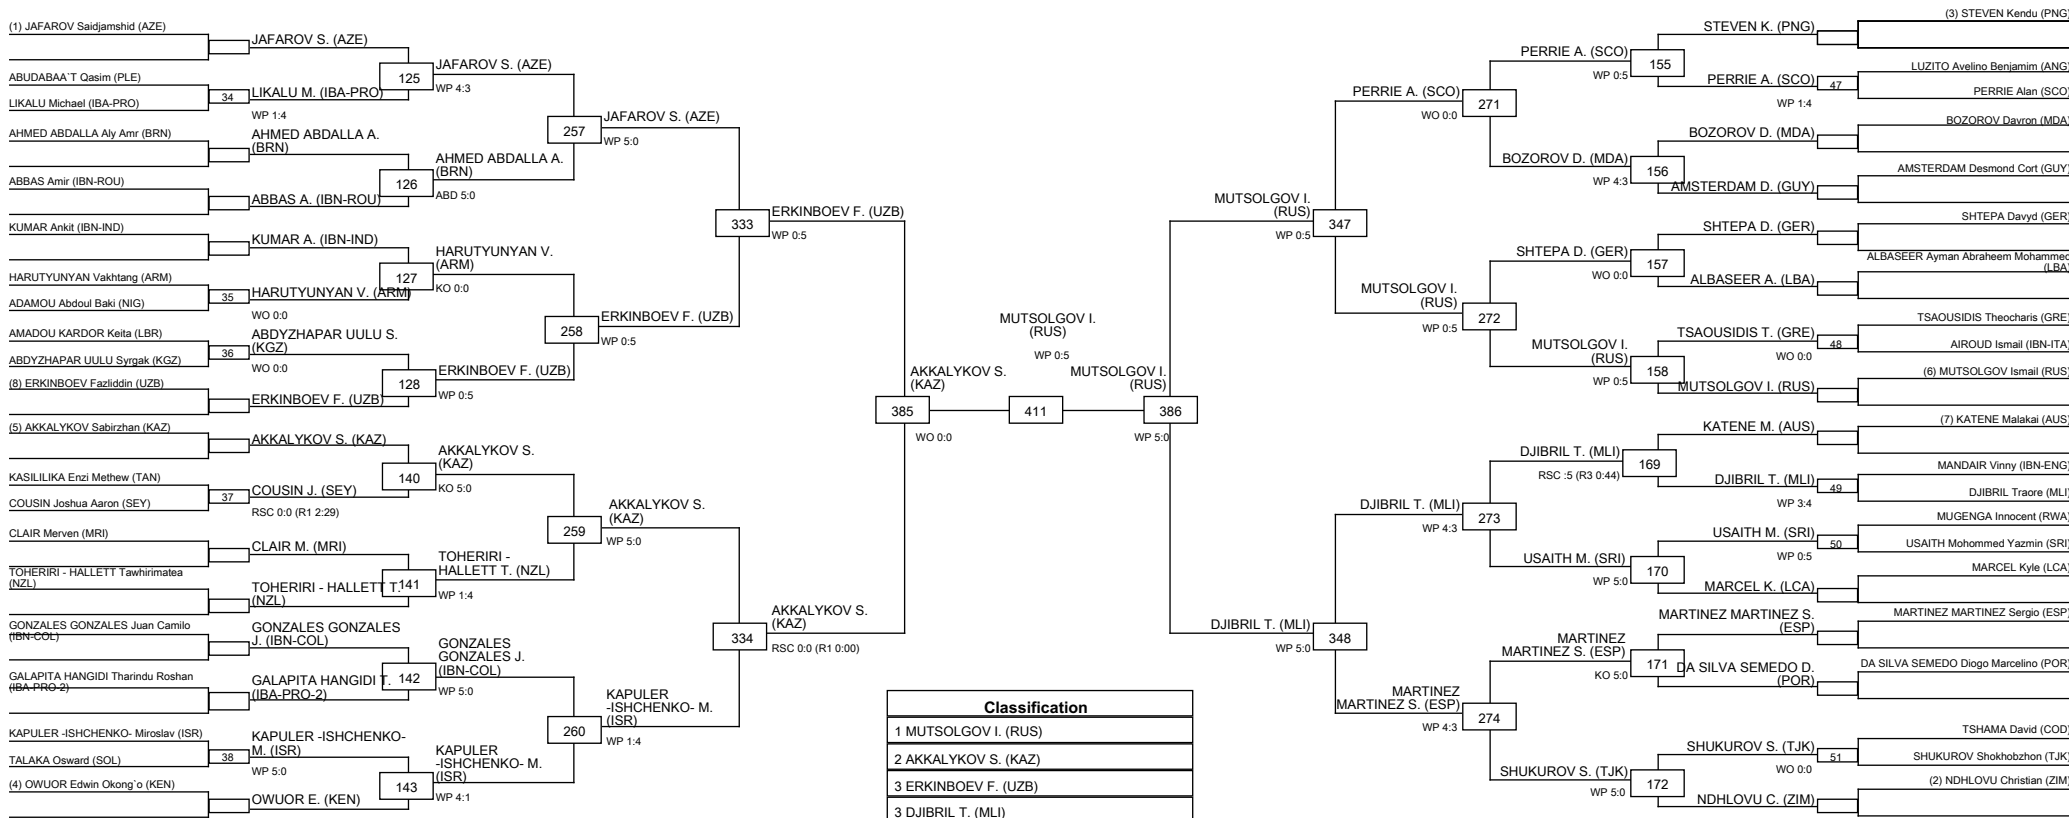 (1) JAFAROV Saidjamshid (AZE)
ABUDABAA`T Qasim (PLE)
LIKALU Michael (IBA-PRO)
AHMED ABDALLA Aly Amr (BRN)
ABBAS Amir (IBN-ROU)
KUMAR Ankit (IBN-IND)
HARUTYUNYAN Vakhtang (ARM)
ADAMOU Abdoul Baki (NIG)
AMADOU KARDOR Keita (LBR)
ABDYZHAPAR UULU Syrgak (KGZ)
(8) ERKINBOEV Fazliddin (UZB)
(5) AKKALYKOV Sabirzhan (KAZ)
KASILILIKA Enzi Methew (TAN)
COUSIN Joshua Aaron (SEY)
CLAIR Merven (MRI)
TOHERIRI - HALLETT Tawhirimatea
(NZL)
GONZALES GONZALES Juan Camilo
(IBN-COL)
GALAPITA HANGIDI Tharindu Roshan
(IBA-PRO-2)
KAPULER -ISHCHENKO- Miroslav (ISR)
TALAKA Osward (SOL)
(4) OWUOR Edwin Okong`o (KEN)
JAFAROV S. (AZE)
34
LIKALU M. (IBA-PRO)
WP 1:4
AHMED ABDALLA A.
(BRN)
ABBAS A. (IBN-ROU)
KUMAR A. (IBN-IND)
35
HARUTYUNYAN V. (ARM)
WO 0:0
36
ABDYZHAPAR UULU S.
(KGZ)
WO 0:0
ERKINBOEV F. (UZB)
AKKALYKOV S. (KAZ)
37
COUSIN J. (SEY)
RSC 0:0 (R1 2:29)
CLAIR M. (MRI)
TOHERIRI - HALLETT T.
(NZL)
GONZALES GONZALES
J. (IBN-COL)
GALAPITA HANGIDI T.
(IBA-PRO-2)
38
KAPULER -ISHCHENKO-
M. (ISR)
WP 5:0
OWUOR E. (KEN)
125
JAFAROV S. (AZE)
WP 4:3
126
AHMED ABDALLA A.
(BRN)
ABD 5:0
127
HARUTYUNYAN V.
(ARM)
KO 0:0
128
ERKINBOEV F. (UZB)
WP 0:5
140
AKKALYKOV S.
(KAZ)
KO 5:0
141
TOHERIRI -
HALLETT T. (NZL)
WP 1:4
142
GONZALES
GONZALES J.
(IBN-COL)
WP 5:0
143
KAPULER
-ISHCHENKO- M.
(ISR)
WP 4:1
257
JAFAROV S. (AZE)
WP 5:0
258
ERKINBOEV F. (UZB)
WP 0:5
259
AKKALYKOV S.
(KAZ)
WP 5:0
260
KAPULER
-ISHCHENKO- M.
(ISR)
WP 1:4
333
ERKINBOEV F. (UZB)
WP 0:5
334
AKKALYKOV S.
(KAZ)
RSC 0:0 (R1 0:00)
385
AKKALYKOV S.
(KAZ)
WO 0:0
MUTSOLGOV I.
(RUS)
WP 0:5
411
MUTSOLGOV I.
(RUS)
386
WP 5:0
MUTSOLGOV I.
(RUS)
347
WP 0:5
DJIBRIL T. (MLI)
348
WP 5:0
PERRIE A. (SCO)
271
WO 0:0
MUTSOLGOV I.
(RUS)
272
WP 0:5
DJIBRIL T. (MLI)
273
WP 4:3
MARTINEZ
MARTINEZ S. (ESP)
274
WP 4:3
PERRIE A. (SCO)
155
WP 0:5
BOZOROV D. (MDA)
156
WP 4:3
SHTEPA D. (GER)
157
WO 0:0
MUTSOLGOV I.
(RUS)
158
WP 0:5
DJIBRIL T. (MLI)
169
RSC :5 (R3 0:44)
USAITH M. (SRI)
170
WP 5:0
MARTINEZ
MARTINEZ S. (ESP)
171
KO 5:0
SHUKUROV S. (TJK)
172
WP 5:0
STEVEN K. (PNG)
PERRIE A. (SCO)
47
WP 1:4
BOZOROV D. (MDA)
AMSTERDAM D. (GUY)
SHTEPA D. (GER)
ALBASEER A. (LBA)
TSAOUSIDIS T. (GRE)
48
WO 0:0
MUTSOLGOV I. (RUS)
KATENE M. (AUS)
DJIBRIL T. (MLI)
49
WP 3:4
USAITH M. (SRI)
50
WP 0:5
MARCEL K. (LCA)
MARTINEZ MARTINEZ S.
(ESP)
DA SILVA SEMEDO D.
(POR)
SHUKUROV S. (TJK)
51
WO 0:0
NDHLOVU C. (ZIM)
(3) STEVEN Kendu (PNG)
LUZITO Avelino Benjamim (ANG)
PERRIE Alan (SCO)
BOZOROV Davron (MDA)
AMSTERDAM Desmond Cort (GUY)
SHTEPA Davyd (GER)
ALBASEER Ayman Abraheem Mohammed
(LBA)
TSAOUSIDIS Theocharis (GRE)
AIROUD Ismail (IBN-ITA)
(6) MUTSOLGOV Ismail (RUS)
(7) KATENE Malakai (AUS)
MANDAIR Vinny (IBN-ENG)
DJIBRIL Traore (MLI)
MUGENGA Innocent (RWA)
USAITH Mohommed Yazmin (SRI)
MARCEL Kyle (LCA)
MARTINEZ MARTINEZ Sergio (ESP)
DA SILVA SEMEDO Diogo Marcelino (POR)
TSHAMA David (COD)
SHUKUROV Shokhobzhon (TJK)
(2) NDHLOVU Christian (ZIM)
Classification
1 MUTSOLGOV I. (RUS)
2 AKKALYKOV S. (KAZ)
3 ERKINBOEV F. (UZB)
3 DJIBRIL T. (MLI)